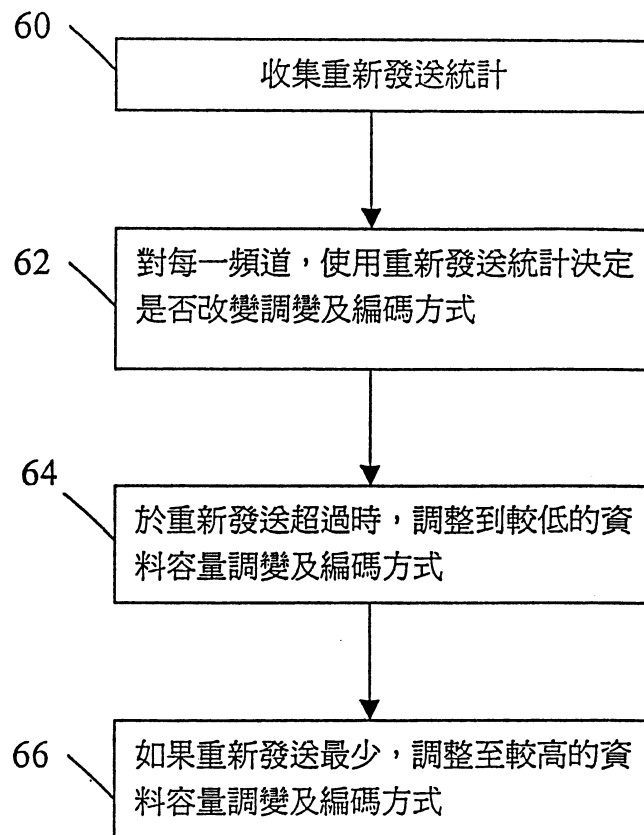 60
收集重新發送統計
62
對每一頻道，使用重新發送統計決定
是否改變調變及編碼方式
64
於重新發送超過時，調整到較低的資
料容量調變及編碼方式
66
如果重新發送最少，調整至較高的資
料容量調變及編碼方式